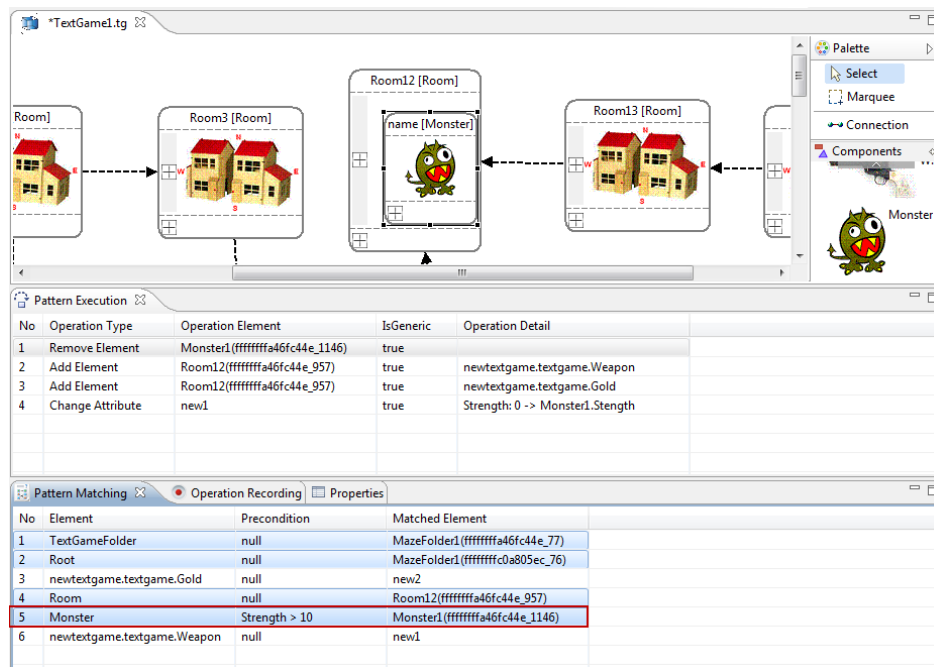 *TextGame1.tg
Palette
Select
Marquee
Connection
Components
Monster
Room]
N
E
S
Room3 [Room]
N
W
E
S
Room12 [Room]
name [Monster]
Room13 [Room]
N
W
E
S
W
Pattern Execution
No Operation Type Operation Element IsGeneric Operation Detail
1 Remove Element Monster1(ffffffffa46fc44e_1146) true
2 Add Element Room12(ffffffffa46fc44e_957) true newtextgame.textgame.Weapon
3 Add Element Room12(ffffffffa46fc44e_957) true newtextgame.textgame.Gold
4 Change Attribute new1 true Strength: 0 -> Monster1.Stength
Pattern Matching Operation Recording Properties
No Element Precondition Matched Element
1 TextGameFolder null MazeFolder1(ffffffffa46fc44e_77)
2 Root null MazeFolder1(ffffffffc0a805ec_76)
3 newtextgame.textgame.Gold null new2
4 Room null Room12(ffffffffa46fc44e_957)
5 Monster Strength > 10 Monster1(ffffffffa46fc44e_1146)
6 newtextgame.textgame.Weapon null new1